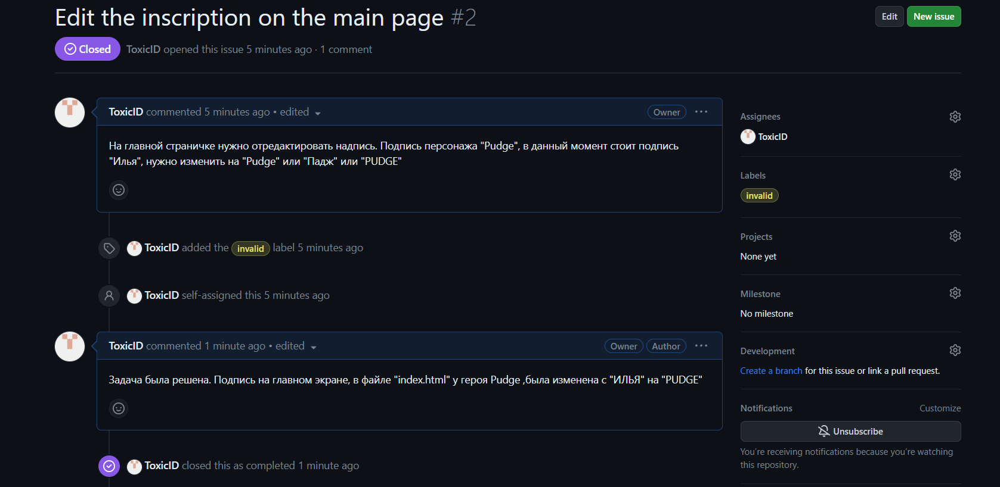 Edit the inscription on the main page #2
Edit
New issue
Closed
ToxicID opened this issue 5 minutes ago · 1 comment
ToxicID commented 5 minutes ago • edited
Owner
На главной страничке нужно отредактировать надпись. Подпись персонажа "Pudge", в данный момент стоит подпись
"Илья", нужно изменить на "Pudge" или "Падж" или "PUDGE"
ToxicID added the invalid label 5 minutes ago
ToxicID self-assigned this 5 minutes ago
ToxicID commented 1 minute ago • edited
Owner
Author
Задача была решена. Подпись на главном экране, в файле "index.html" у героя Pudge ,была изменена с "ИЛЬЯ" на "PUDGE"
ToxicID closed this as completed 1 minute ago
Assignees
ToxicID
Labels
invalid
Projects
None yet
Milestone
No milestone
Development
Create a branch for this issue or link a pull request.
Notifications
Customize
Unsubscribe
You're receiving notifications because you're watching
this repository.